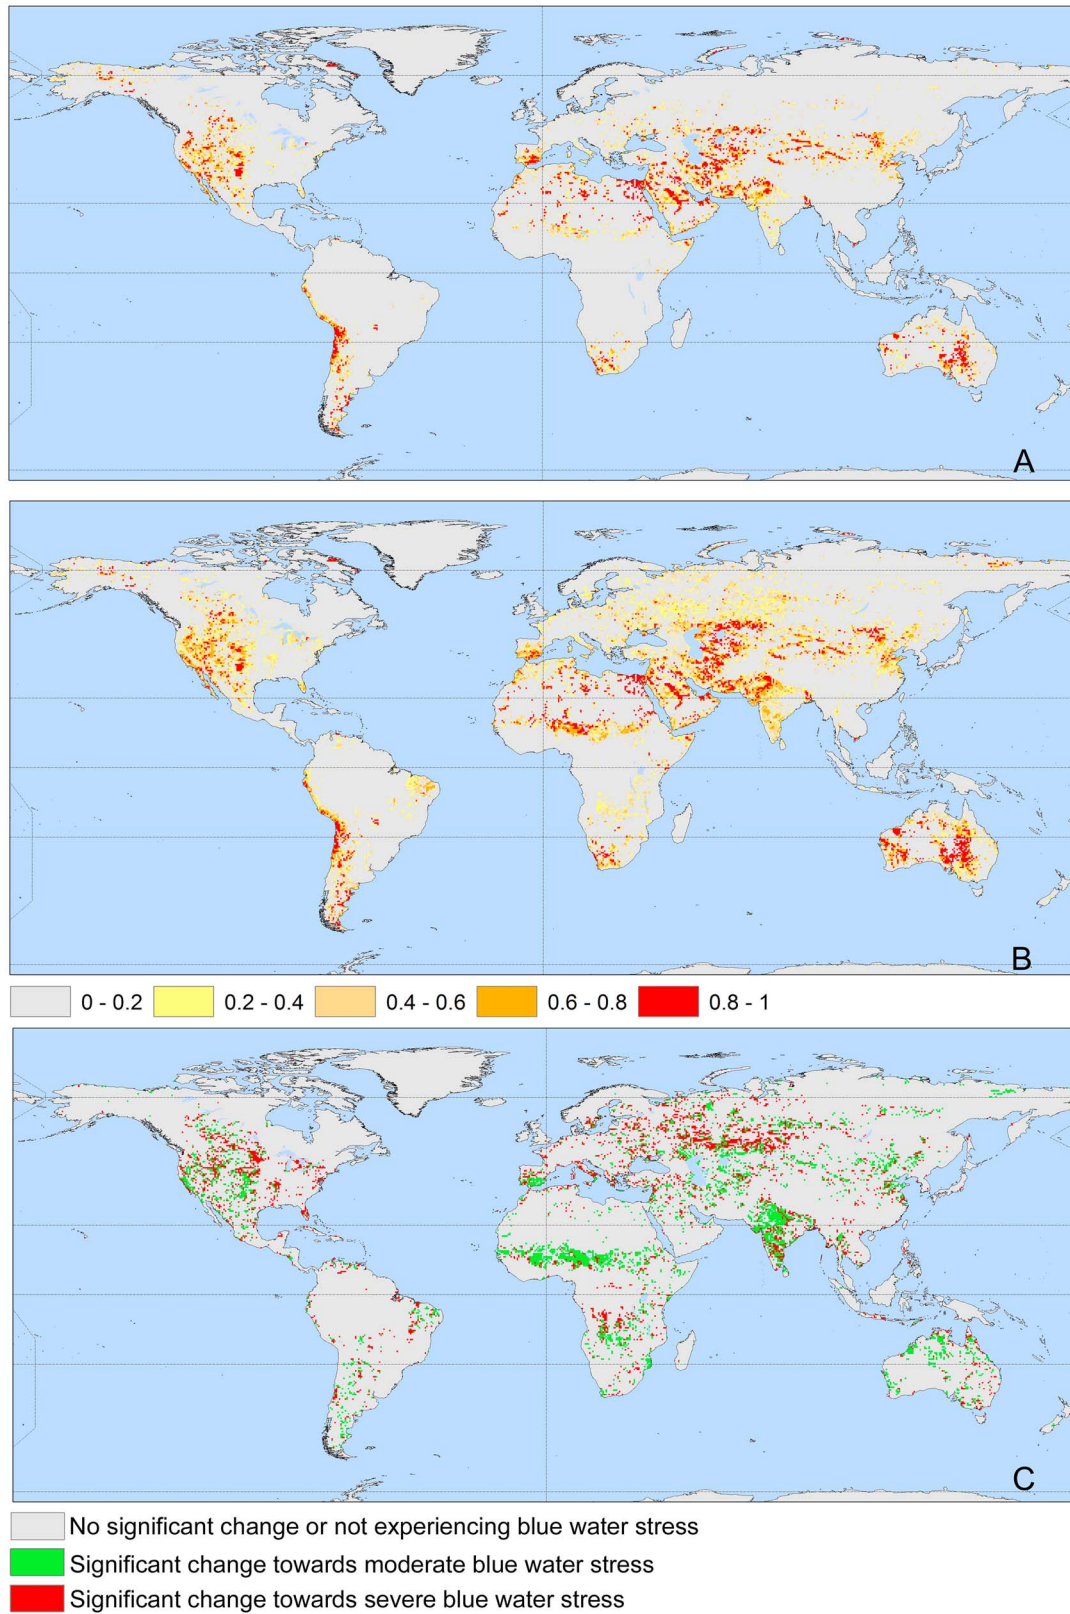 A
B
0 - 0.2 0.2 - 0.4 0.4 - 0.6 0.6 - 0.8 0.8 - 1
C
No significant change or not experiencing blue water stress
Significant change towards moderate blue water stress
Significant change towards severe blue water stress